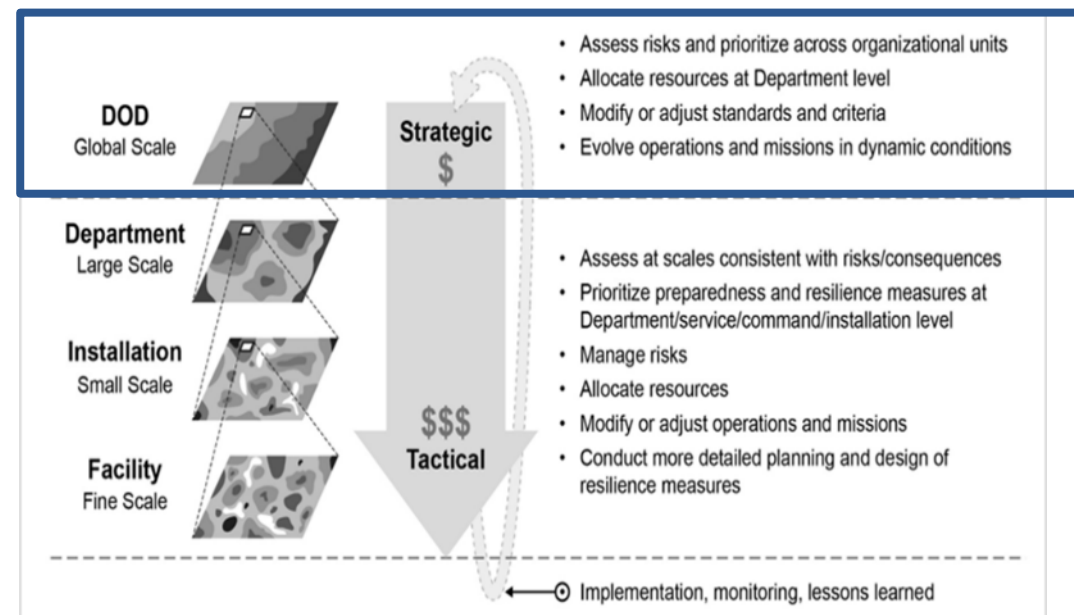 • Assess risks and prioritize across organizational units
• Allocate resources at Department level
• Modify or adjust standards and criteria
• Evolve operations and missions in dynamic conditions
DOD
Global Scale
Strategic
$
Department
Large Scale
• Assess at scales consistent with risks/consequences
• Prioritize preparedness and resilience measures at
Department/service/command/installation level
• Manage risks
• Allocate resources
• Modify or adjust operations and missions
• Conduct more detailed planning and design of
resilience measures
Installation
Small Scale
$$$
Tactical
Facility
Fine Scale
Implementation, monitoring, lessons learned